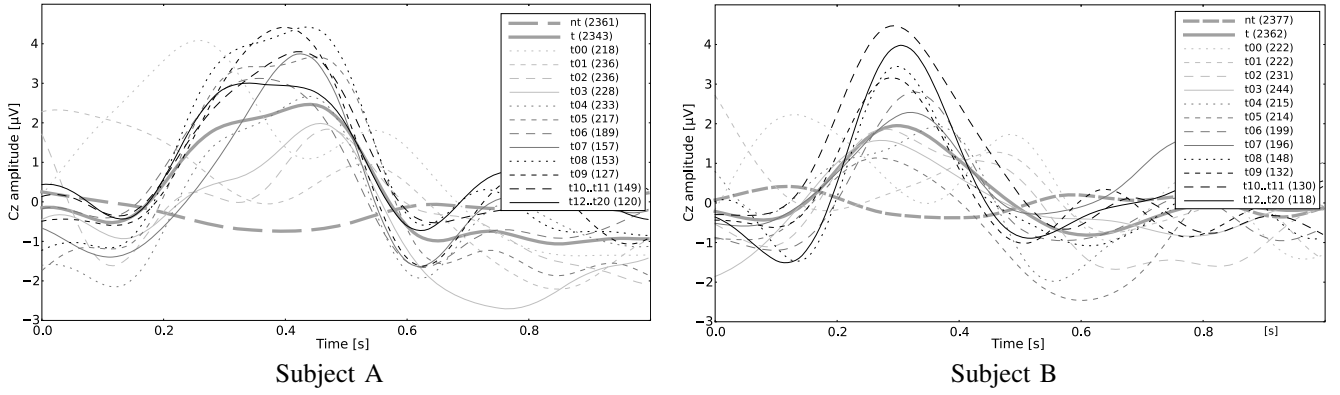 4
3
2
1
0
−1
−2
−3
Cz amplitude [µV]
0.0
0.2
0.4
0.6
0.8
Time [s]
nt (2361)
t (2343)
t00 (218)
t01 (236)
t02 (236)
t03 (228)
t04 (233)
t05 (217)
t06 (189)
t07 (157)
t08 (153)
t09 (127)
t10..t11 (149)
t12..t20 (120)
Subject A
4
3
2
1
0
−1
−2
−3
Cz amplitude [µV]
0.0
0.2
0.4
0.6
0.8
[s]
Time [s]
nt (2377)
t (2362)
t00 (222)
t01 (222)
t02 (231)
t03 (244)
t04 (215)
t05 (214)
t06 (199)
t07 (196)
t08 (148)
t09 (132)
t10..t11 (130)
t12..t20 (118)
Subject B